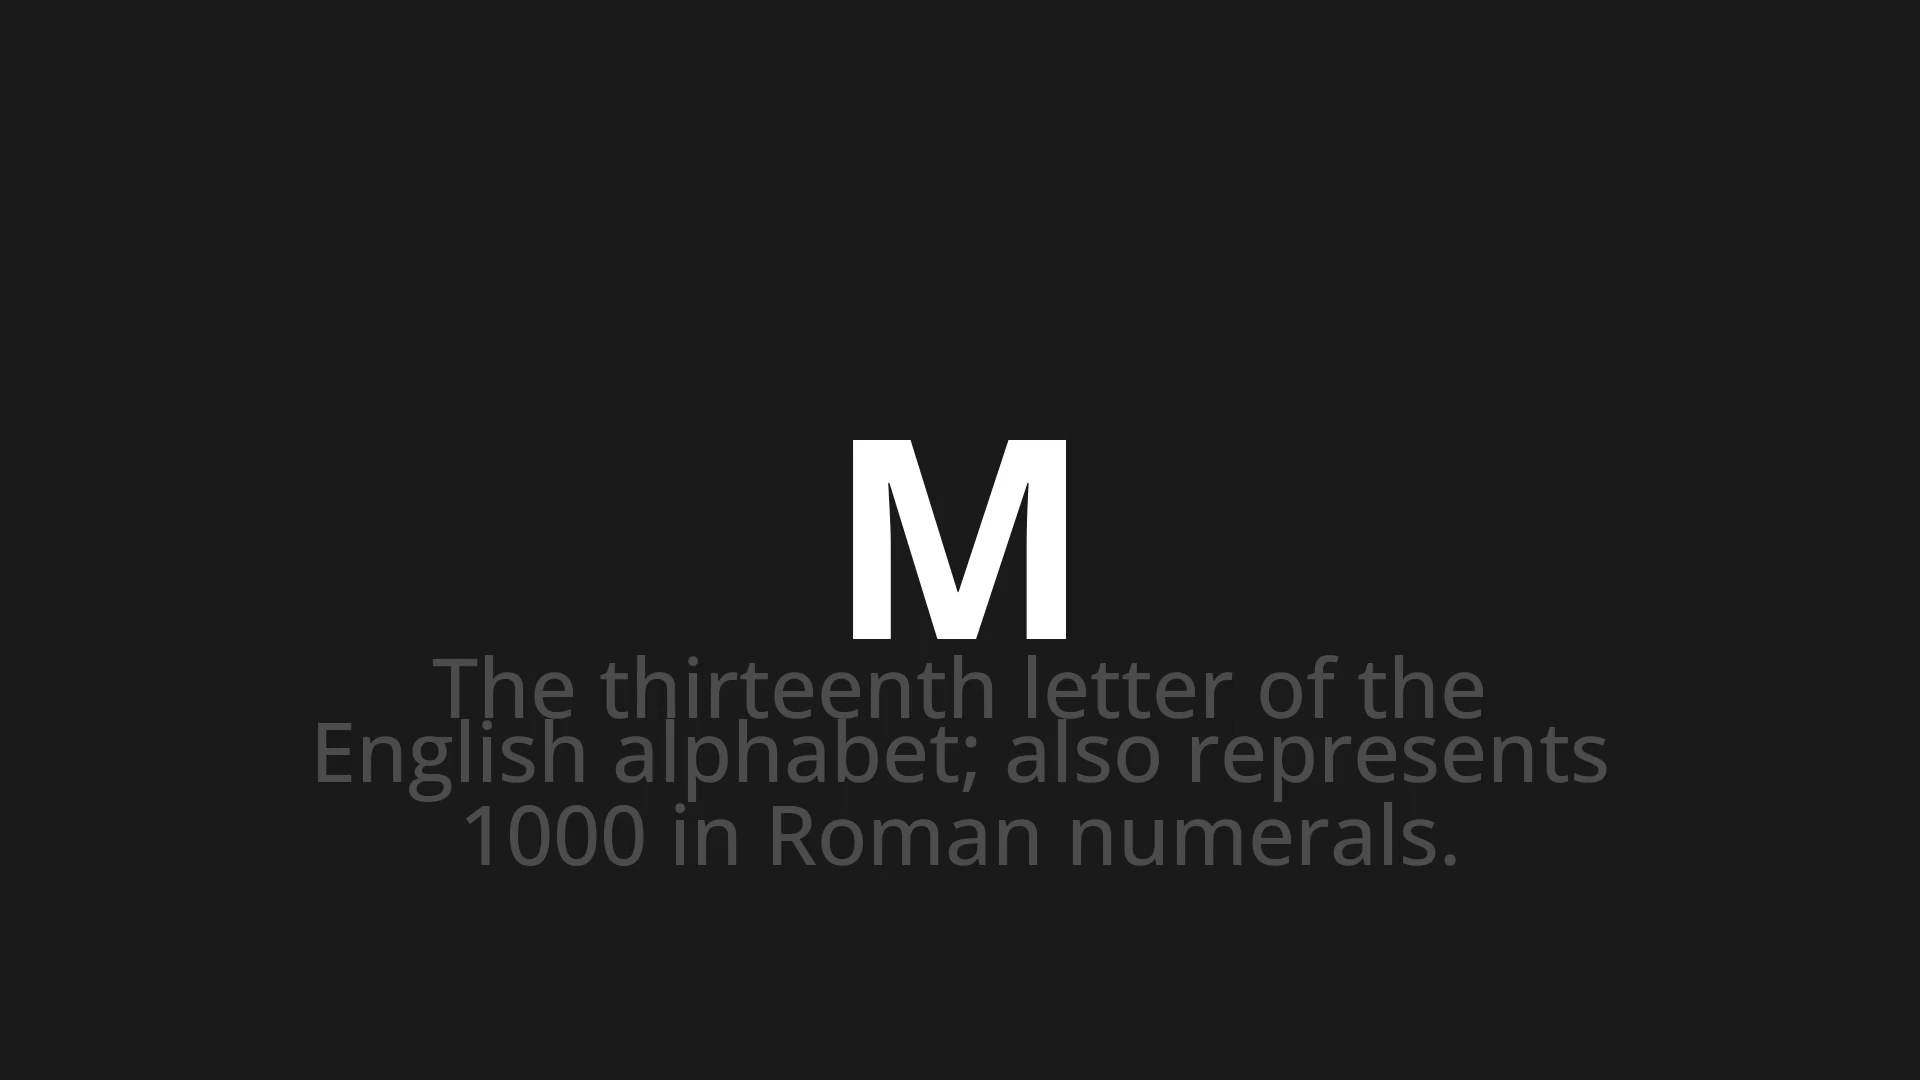 M
The thirteenth letter of the
English alphabet; also represents
1000 in Roman numerals.